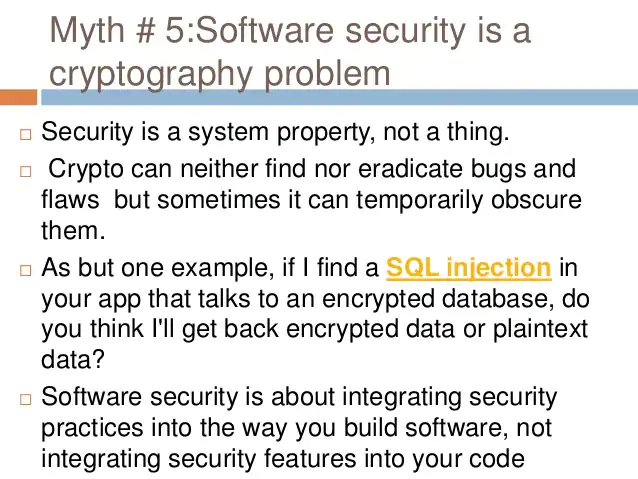 Myth # 5:Software security is a
cryptography problem
Security is a system property, not a thing.
Crypto can neither find nor eradicate bugs and
flaws but sometimes it can temporarily obscure
them.
As but one example, if I find a SQL injection in
your app that talks to an encrypted database, do
you think I'll get back encrypted data or plaintext
data?
Software security is about integrating security
practices into the way you build software, not
integrating security features into your code